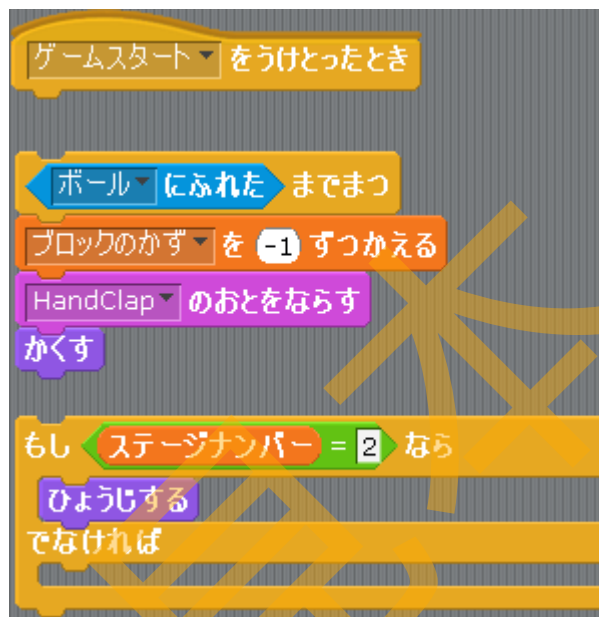 ゲームスタート をうけとったとき
ボール にふれた までまつ
ブロックのかず を -1 ずつかえる
HandClap のおとをならす
かくす
もし ステージナンバー = 2 なら
ひょうじする
でなければ